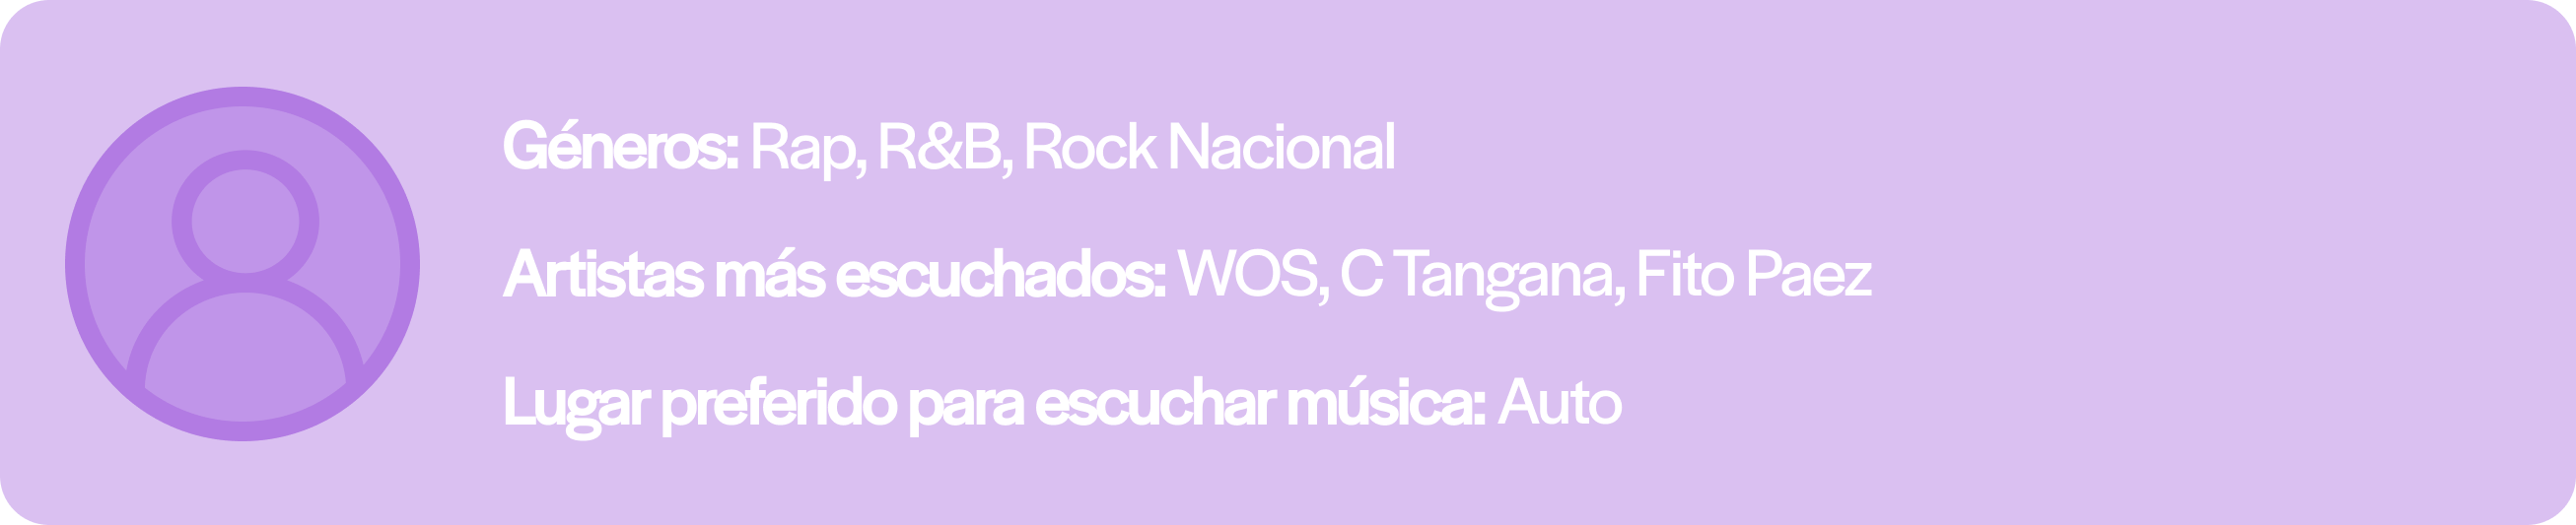 Géneros: Rap, R&B, Rock Nacional
Artistas más escuchados: WOS, C Tangana, Fito Paez
Lugar preferido para escuchar música: Auto